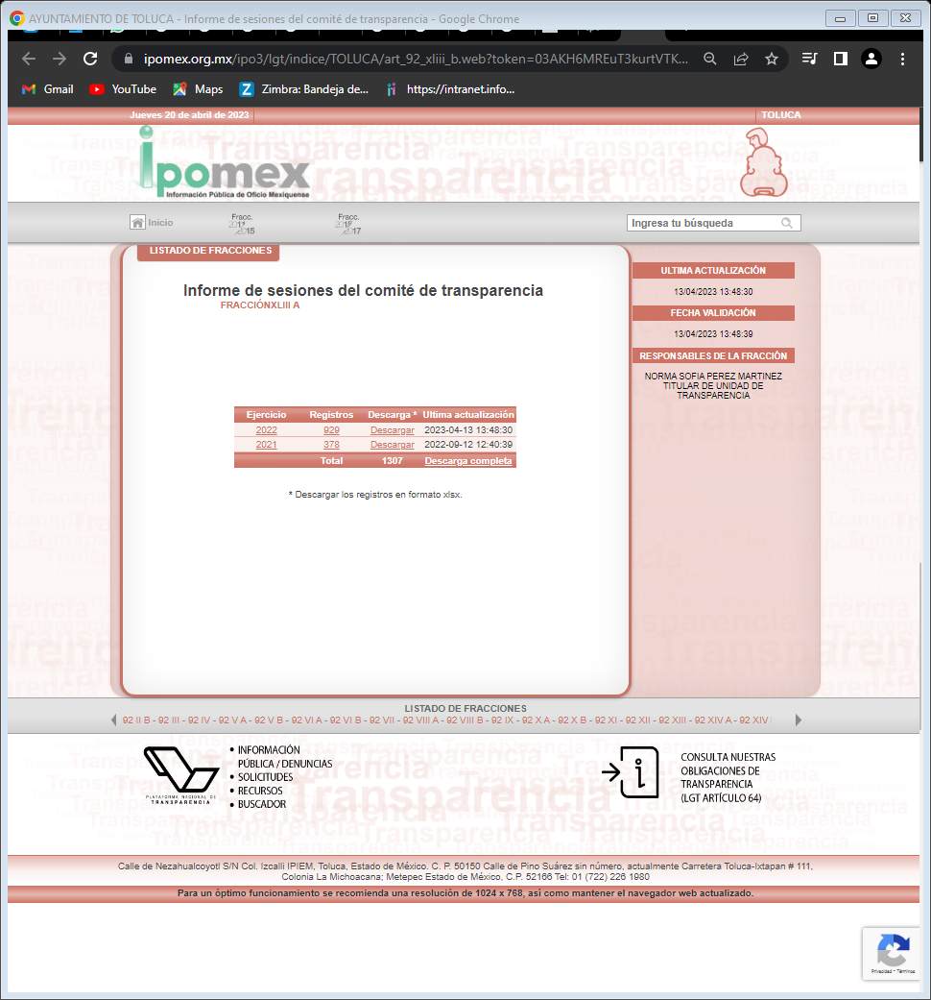 AYUNTAMIENTO DE TOLUCA - Informe de sesiones del comité de transparencia - Google Chrome
ipomex.org.mx/ipo3/lgt/indice/TOLUCA/art_92_xliii_b.web?token=03AKH6MREuT3kurtVTK...
Gmail YouTube Maps Zimbra: Bandeja de... https://intranet.info...
Jueves 20 de abril de 2023 TOLUCA
ipomex
Información Pública de Oficio Mexiquense
Inicio
Fracc.
Fracc.
Ingresa tu búsqueda
LISTADO DE FRACCIONES
Informe de sesiones del comité de transparencia
FRACCIÓNXLIII A
ULTIMA ACTUALIZACIÓN
13/04/2023 13:48:30
FECHA VALIDACIÓN
13/04/2023 13:48:39
RESPONSABLES DE LA FRACCIÓN
NORMA SOFIA PEREZ MARTINEZ
TITULAR DE UNIDAD DE
TRANSPARENCIA
Ejercicio Registros Descarga * Ultima actualización
2022 929 Descargar 2023-04-13 13:48:30
2021 378 Descargar 2022-09-12 12:40:39
Total 1307 Descarga completa
* Descargar los registros en formato xlsx.
LISTADO DE FRACCIONES
92 II B - 92 III - 92 IV - 92 V A - 92 V B - 92 VI A - 92 VI B - 92 VII - 92 VIII A - 92 VIII B - 92 IX - 92 X A - 92 X B - 92 XI - 92 XII - 92 XIII - 92 XIV A - 92 XIV
PLATAFORMA NACIONAL DE
TRANSPARENCIA
• INFORMACIÓN
PÚBLICA / DENUNCIAS
• SOLICITUDES
• RECURSOS
• BUSCADOR
CONSULTA NUESTRAS
OBLIGACIONES DE
TRANSPARENCIA
(LGT ARTÍCULO 64)
Calle de Nezahualcoyotl S/N Col. Izcalli IPIEM, Toluca, Estado de México. C. P. 50150 Calle de Pino Suárez sin número, actualmente Carretera Toluca-Ixtapan # 111,
Colonia La Michoacana; Metepec Estado de México, C.P. 52166 Tel: 01 (722) 226 1980
Para un óptimo funcionamiento se recomienda una resolución de 1024 x 768, así como mantener el navegador web actualizado.
Privacidad - Términos